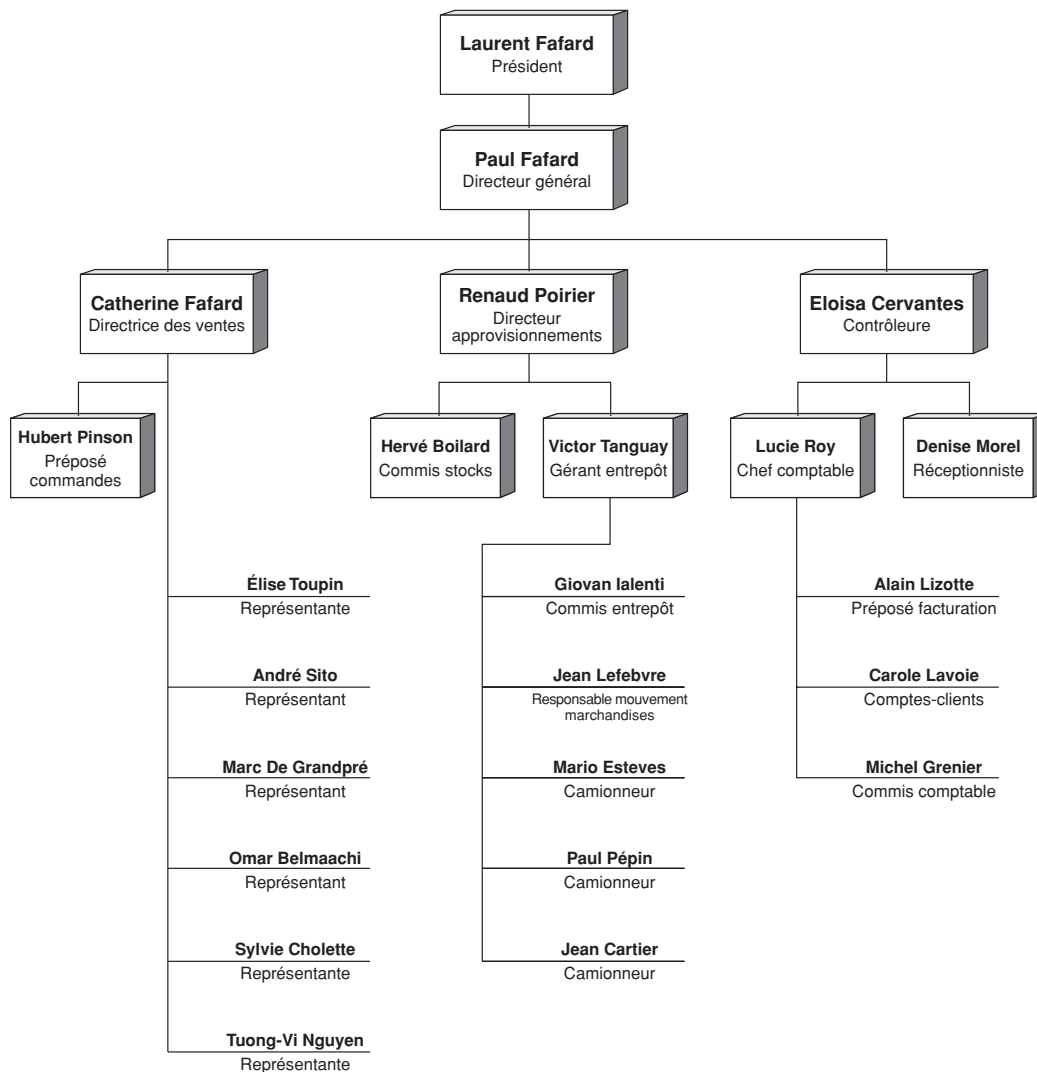 Laurent Fafard
Président
Paul Fafard
Directeur général
Catherine Fafard
Directrice des ventes
Renaud Poirier
Directeur
approvisionnements
Eloisa Cervantes
Contrôleure
Hubert Pinson
Préposé
commandes
Hervé Boilard
Commis stocks
Victor Tanguay
Gérant entrepôt
Lucie Roy
Chef comptable
Denise Morel
Réceptionniste
Élise Toupin
Représentante
André Sito
Représentant
Marc De Grandpré
Représentant
Omar Belmaachi
Représentant
Sylvie Cholette
Représentante
Tuong-Vi Nguyen
Représentante
Giovan Ialenti
Commis entrepôt
Jean Lefebvre
Responsable mouvement
marchandises
Mario Esteves
Camionneur
Paul Pépin
Camionneur
Jean Cartier
Camionneur
Alain Lizotte
Préposé facturation
Carole Lavoie
Comptes-clients
Michel Grenier
Commis comptable